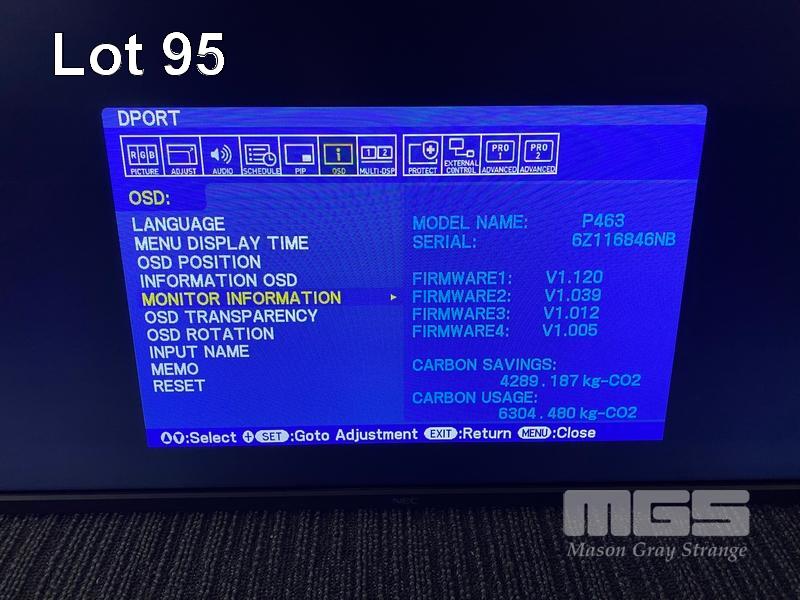 Lot 95
DPORT
RGB
1 2
PRO 1
PRO 2
PICTURE ADJUST AUDIO SCHEDULE PIP OSD MULTI-DSP PROTECT EXTERNAL CONTROL ADVANCED ADVANCED
OSD:
LANGUAGE
MENU DISPLAY TIME
OSD POSITION
INFORMATION OSD
MONITOR INFORMATION
OSD TRANSPARENCY
OSD ROTATION
INPUT NAME
MEMO
RESET
MODEL NAME: P463
SERIAL: 6Z116846NB
FIRMWARE1: V1.120
FIRMWARE2: V1.039
FIRMWARE3: V1.012
FIRMWARE4: V1.005
CARBON SAVINGS:
4289.187 kg-CO2
CARBON USAGE:
6304.480 kg-CO2
:Select + SET:Goto Adjustment EXIT:Return MENU:Close
NEC
MGS
Mason Gray Strange